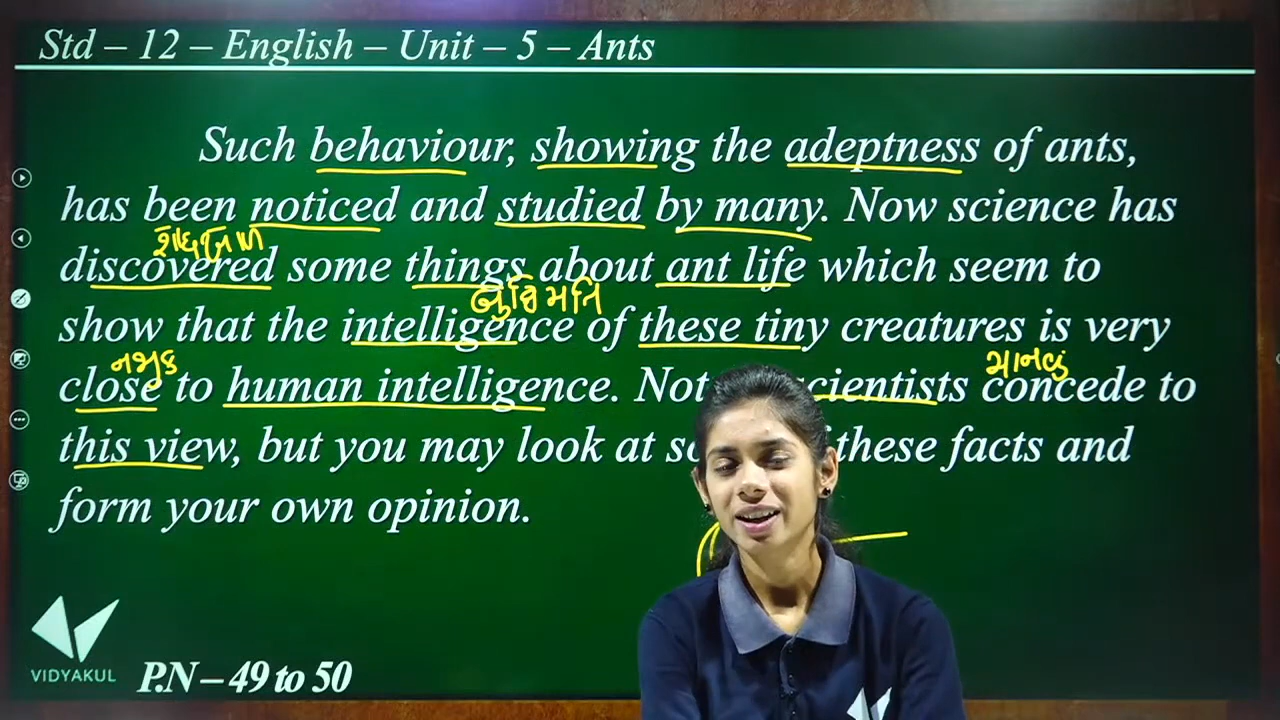 Std – 12 – English – Unit – 5 – Ants
Such behaviour, showing the adeptness of ants,
has been noticed and studied by many. Now science has
discovered some things about ant life which seem to
બુદ્ધિમતિ
show that the intelligence of these tiny creatures is very
નજીક
માનવું
close to human intelligence. Not scientists concede to
this view, but you may look at these facts and
form your own opinion.
VIDYAKUL
P.N – 49 to 50